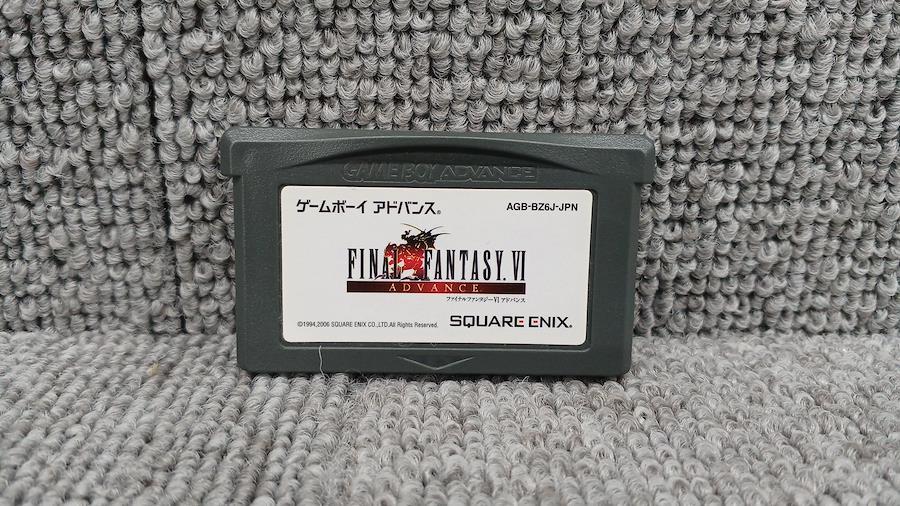 GAME BOY ADVANCE
ゲームボーイ アドバンス® AGB-BZ6J-JPN
FINAL FANTASY. VI
ADVANCE
ファイナルファンタジーVI アドバンス
©1994,2006 SQUARE ENIX CO.,LTD.All Rights Reserved. SQUARE ENIX®